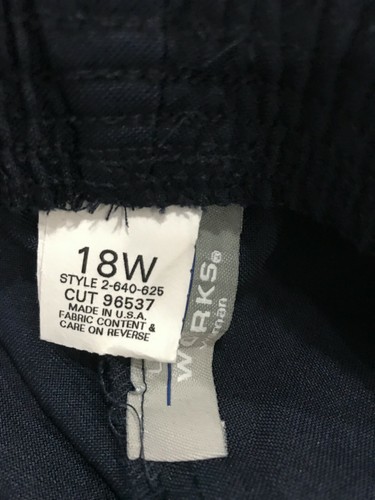 18W
STYLE 2-640-625
CUT 96537
MADE IN U.S.A.
FABRIC CONTENT &
CARE ON REVERSE
WORKS®